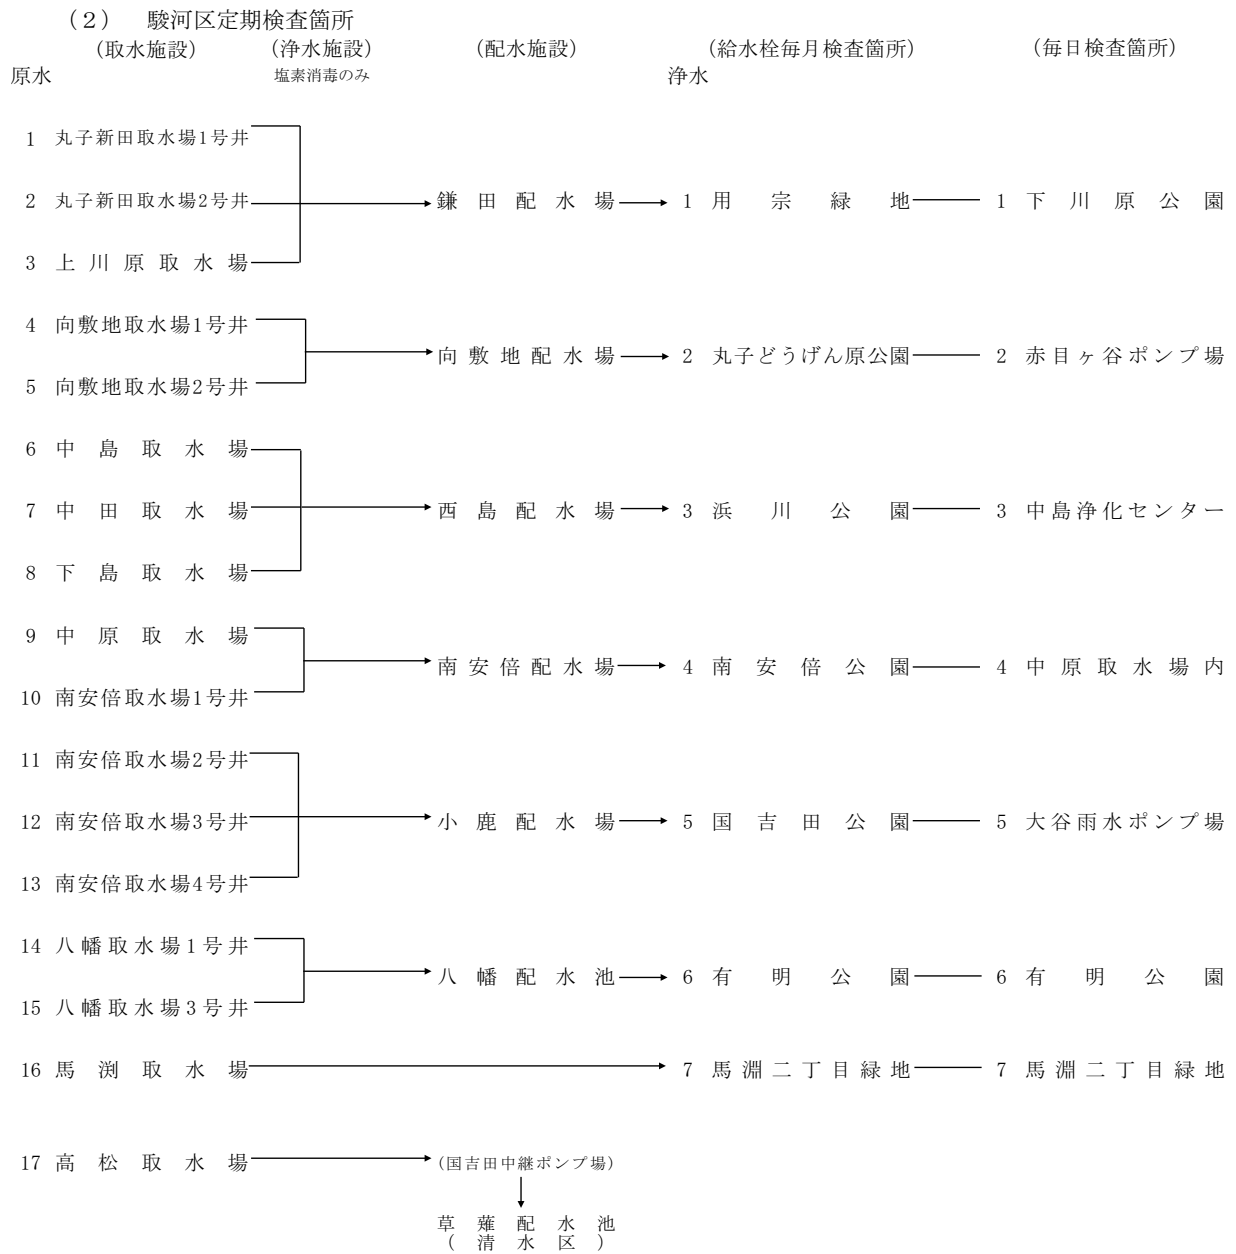 （２） 駿河区定期検査箇所
（取水施設） （浄水施設） （配水施設） （給水栓毎月検査箇所） （毎日検査箇所）
原水 塩素消毒のみ 浄水
1 丸子新田取水場1号井
2 丸子新田取水場2号井 鎌田配水場 1 用宗緑地 1 下川原公園
3 上川原取水場
4 向敷地取水場1号井
向敷地配水場 2 丸子どうげん原公園 2 赤目ヶ谷ポンプ場
5 向敷地取水場2号井
6 中島取水場
7 中田取水場 西島配水場 3 浜川公園 3 中島浄化センター
8 下島取水場
9 中原取水場
南安倍配水場 4 南安倍公園 4 中原取水場内
10 南安倍取水場1号井
11 南安倍取水場2号井
12 南安倍取水場3号井 小鹿配水場 5 国吉田公園 5 大谷雨水ポンプ場
13 南安倍取水場4号井
14 八幡取水場1号井
八幡配水池 6 有明公園 6 有明公園
15 八幡取水場3号井
16 馬渕取水場 7 馬淵二丁目緑地 7 馬淵二丁目緑地
17 高松取水場 （国吉田中継ポンプ場）
草薙配水池
（清水区）